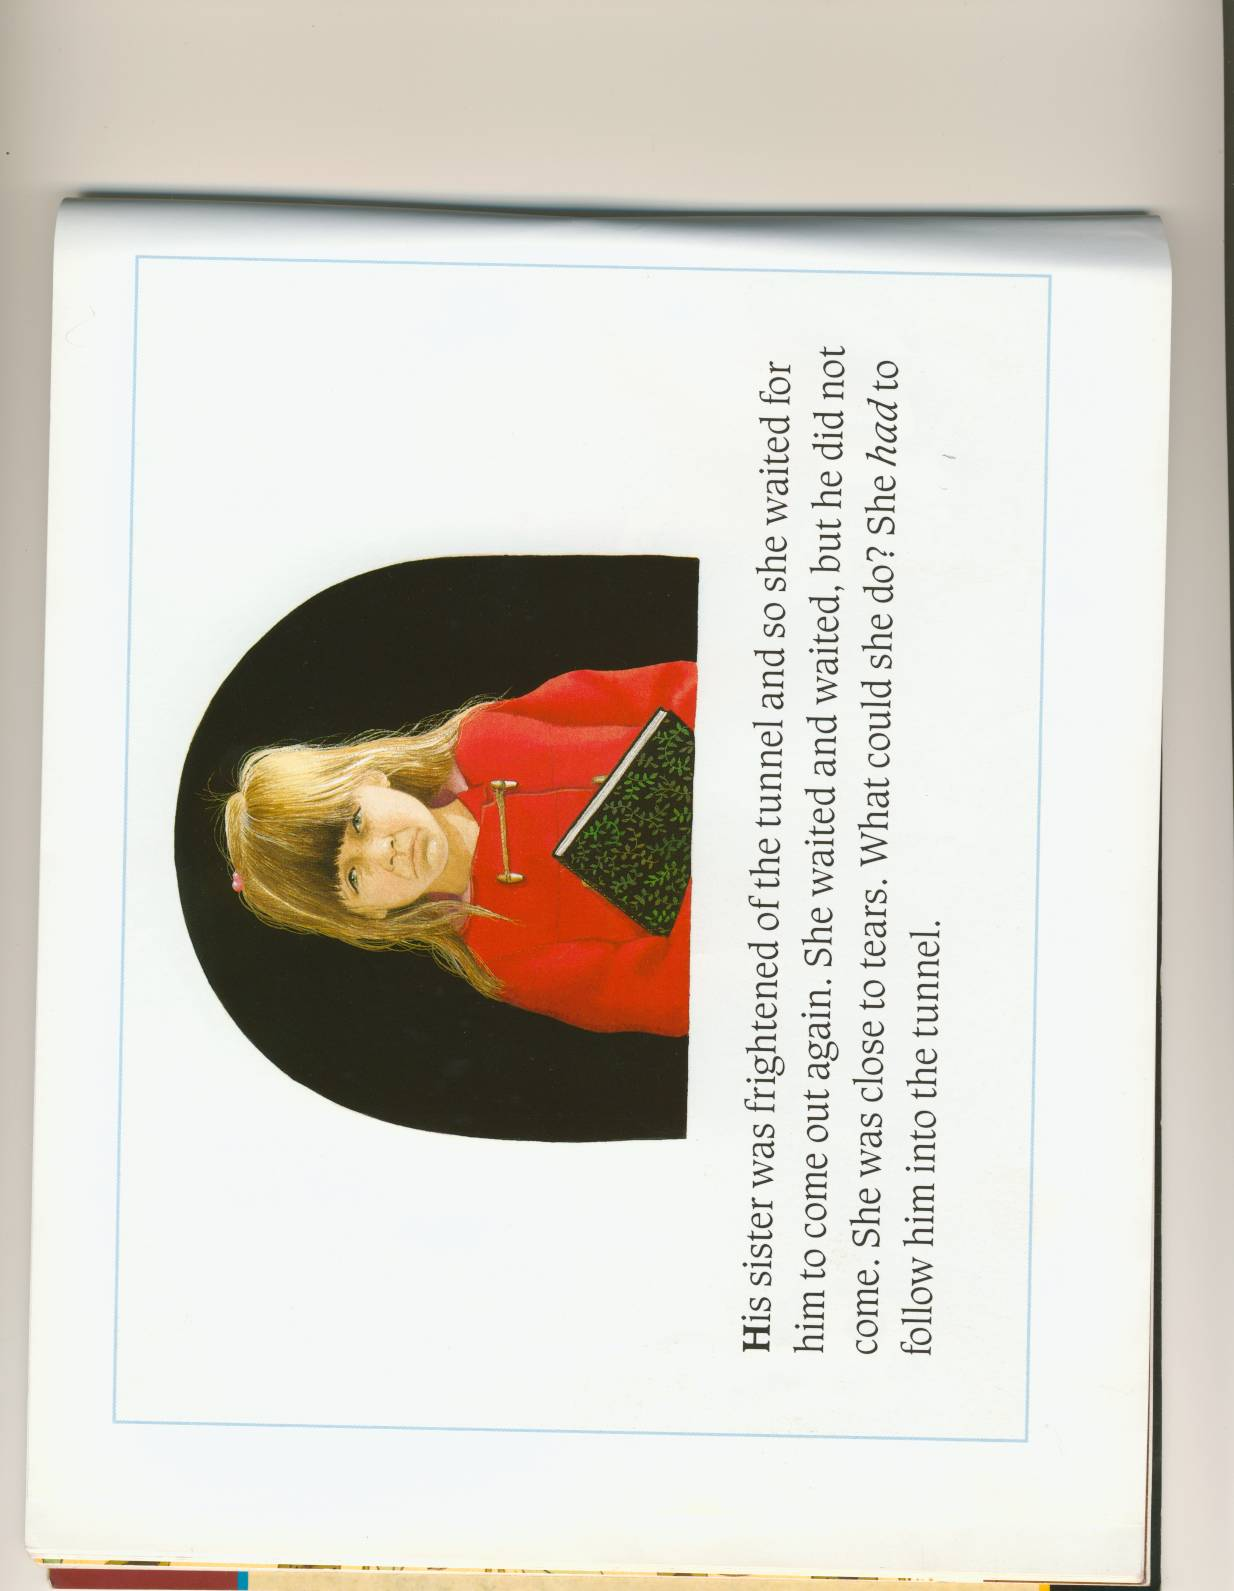 His sister was frightened of the tunnel and so she waited for
him to come out again. She waited and waited, but he did not
come. She was close to tears. What could she do? She had to
follow him into the tunnel.